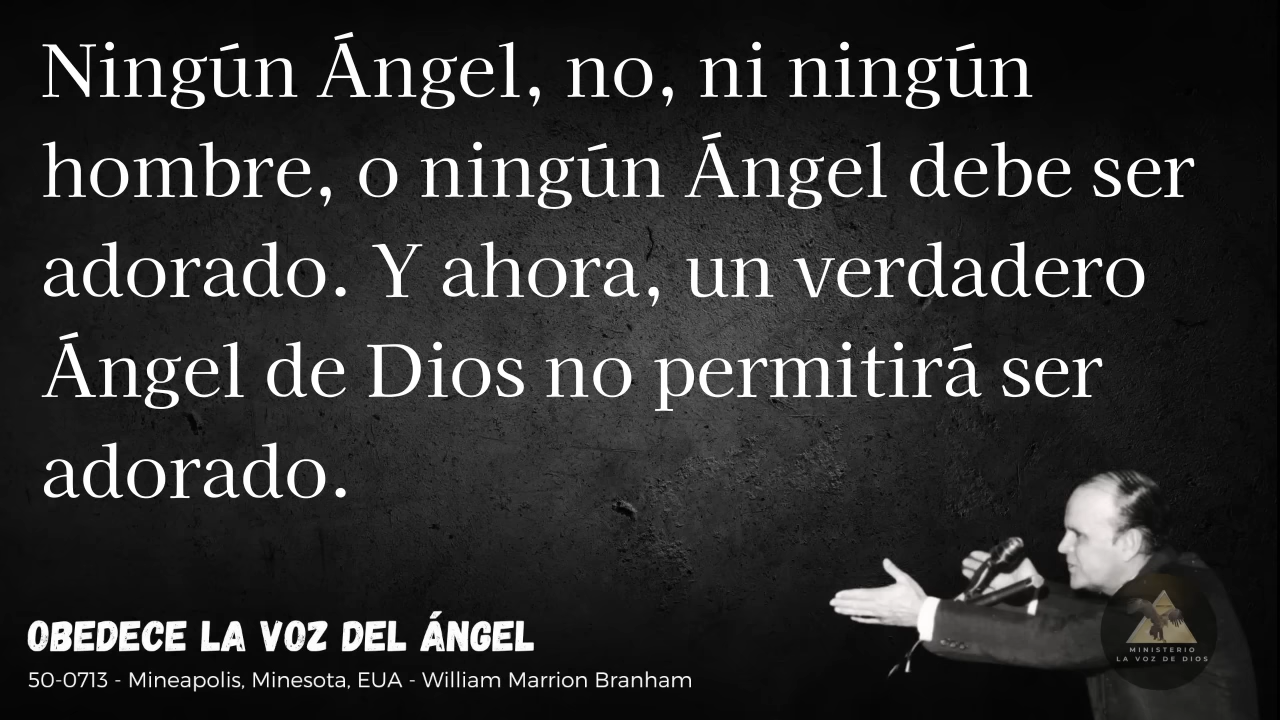 Ningún Ángel, no, ni ningún
hombre, o ningún Ángel debe ser
adorado. Y ahora, un verdadero
Ángel de Dios no permitirá ser
adorado.
OBEDECE LA VOZ DEL ÁNGEL
50-0713 - Mineapolis, Minesota, EUA - William Marrion Branham
MINISTERIO
LA VOZ DE DIOS